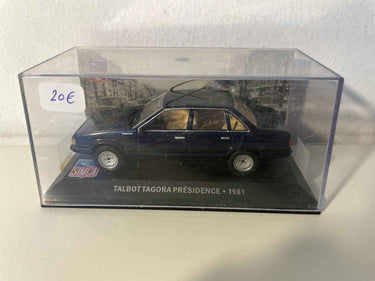 20€
SIMCA
TALBOT TAGORA PRÉSIDENCE • 1981